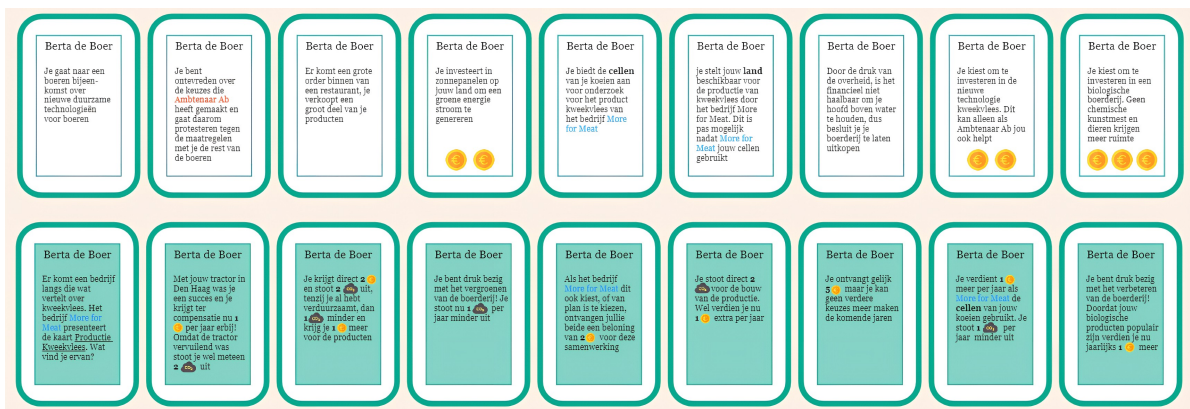 Berta de Boer
Je gaat naar een
boeren bijeen-
komst over
nieuwe duurzame
technologieën
voor boeren
Berta de Boer
Je bent
ontevreden over
de keuzes die
Ambtenaar Ab
heeft gemaakt en
gaat daarom
protesteren tegen
de maatregelen
met je de rest van
de boeren
Berta de Boer
Er komt een grote
order binnen van
een restaurant, je
verkoopt een
groot deel van je
producten
Berta de Boer
Je investeert in
zonnepanelen op
jouw land om een
groene energie
stroom te
genereren
Berta de Boer
Je biedt de cellen
van je koeien aan
voor onderzoek
voor het product
kweekvlees van
het bedrijf More
for Meat
Berta de Boer
je stelt jouw land
beschikbaar voor
de productie van
kweekvlees door
het bedrijf More
for Meat. Dit is
pas mogelijk
nadat More for
Meat jouw cellen
gebruikt
Berta de Boer
Door de druk van
de overheid, is het
financieel niet
haalbaar om je
hoofd boven water
te houden, dus
besluit je je
boerderij te laten
uitkopen
Berta de Boer
Je kiest om te
investeren in de
nieuwe
technologie
kweekvlees. Dit
kan alleen als
Ambtenaar Ab jou
ook helpt
Berta de Boer
Je kiest om te
investeren in een
biologische
boerderij. Geen
chemische
kunstmest en
dieren krijgen
meer ruimte
Berta de Boer
Er komt een bedrijf
langs die wat
vertelt over
kweekvlees. Het
bedrijf More for
Meat presenteert
de kaart Productie
Kweekvlees. Wat
vind je ervan?
Berta de Boer
Met jouw tractor in
Den Haag was je
een succes en je
krijgt ter
compensatie nu 1
per jaar erbij!
Omdat de tractor
vervuilend was
stoot je wel meteen
2 uit
Berta de Boer
Je krijgt direct 2
en stoot 2 uit,
tenzij je al hebt
verduurzaamt, dan
1 minder en
krijg je 1 meer
voor de producten
Berta de Boer
Je bent druk bezig
met het vergroenen
van de boerderij! Je
stoot nu 1 per
jaar minder uit
Berta de Boer
Als het bedrijf
More for Meat dit
ook kiest, of van
plan is te kiezen,
ontvangen jullie
beide een beloning
van 2 voor deze
samenwerking
Berta de Boer
Je stoot direct 2
voor de bouw
van de productie.
Wel verdien je nu
1 extra per jaar
Berta de Boer
Je ontvangt gelijk
5 maar je kan
geen verdere
keuzes meer maken
de komende jaren
Berta de Boer
Je verdient 1
meer per jaar als
More for Meat de
cellen van jouw
koeien gebruikt. Je
stoot 1 per
jaar minder uit
Berta de Boer
Je bent druk bezig
met het verbeteren
van de boerderij!
Doordat jouw
biologische
producten populair
zijn verdien je nu
jaarlijks 1 meer